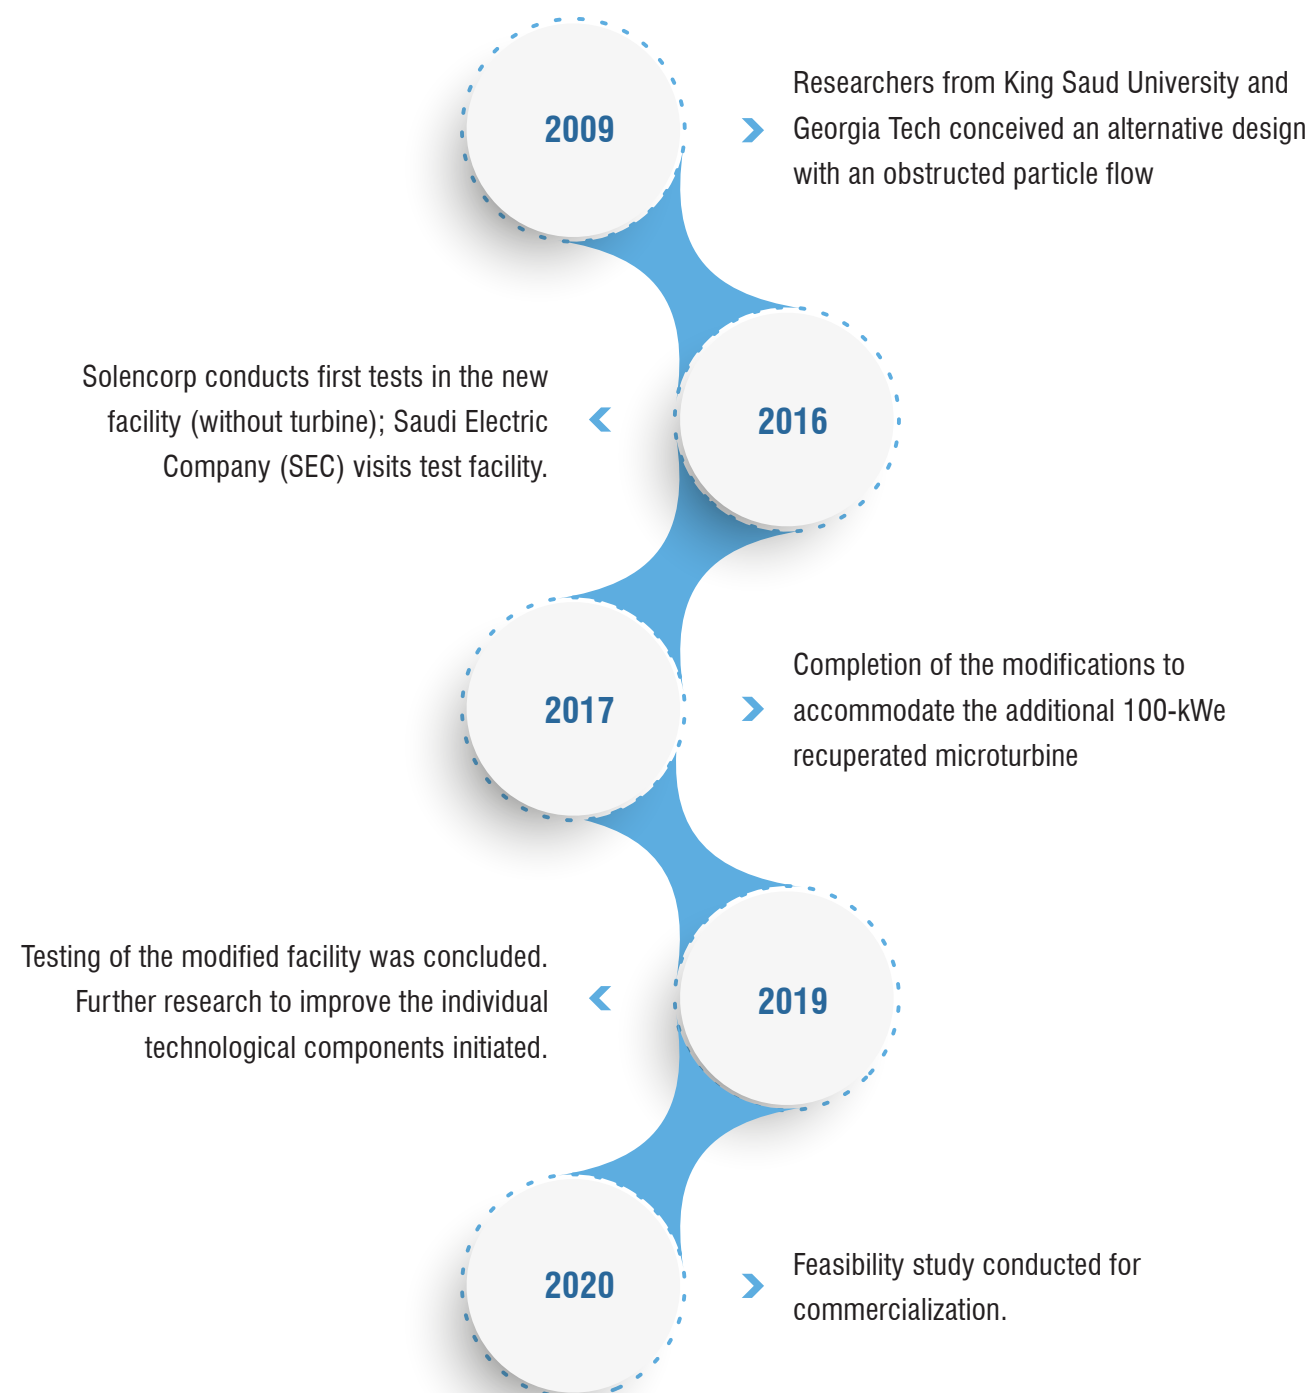 2009
Researchers from King Saud University and
Georgia Tech conceived an alternative design
with an obstructed particle flow
Solencorp conducts first tests in the new
facility (without turbine); Saudi Electric
Company (SEC) visits test facility.
2016
2017
Completion of the modifications to
accommodate the additional 100-kWe
recuperated microturbine
Testing of the modified facility was concluded.
Further research to improve the individual
technological components initiated.
2019
2020
Feasibility study conducted for
commercialization.